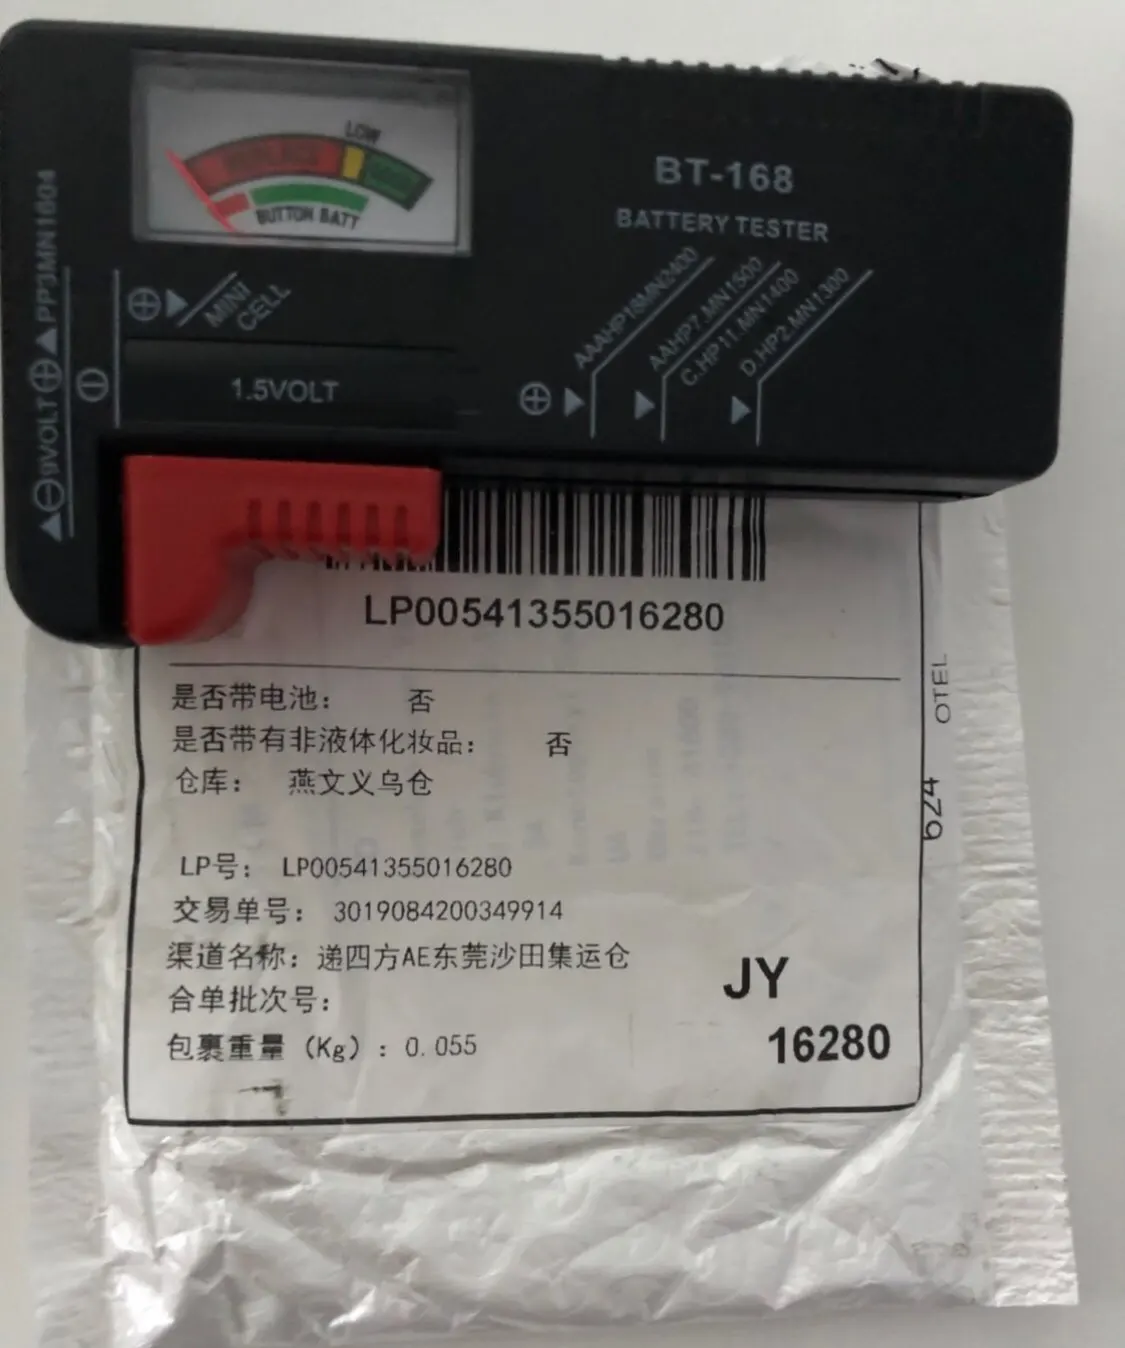 LOW
BUTTON BATT
BT-168
BATTERY TESTER
AAAHP16MN2400
AAHP7.MN1500
C.HP11.MN1400
D.HP2.MN1300
MINI
CELL
1.5VOLT
9VOLT
PP3MN1604
LP00541355016280
是否带电池: 否
是否带有非液体化妆品: 否
仓库: 燕文义乌仓
LP号: LP00541355016280
交易单号: 3019084200349914
渠道名称: 递四方AE东莞沙田集运仓
合单批次号:
包裹重量 (Kg) : 0.055
JY
16280
OTEL
624